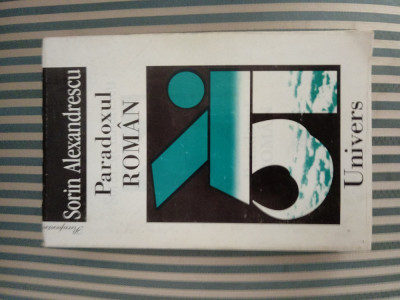 Sorin Alexandrescu
Paradoxul
ROMÂN
Univers